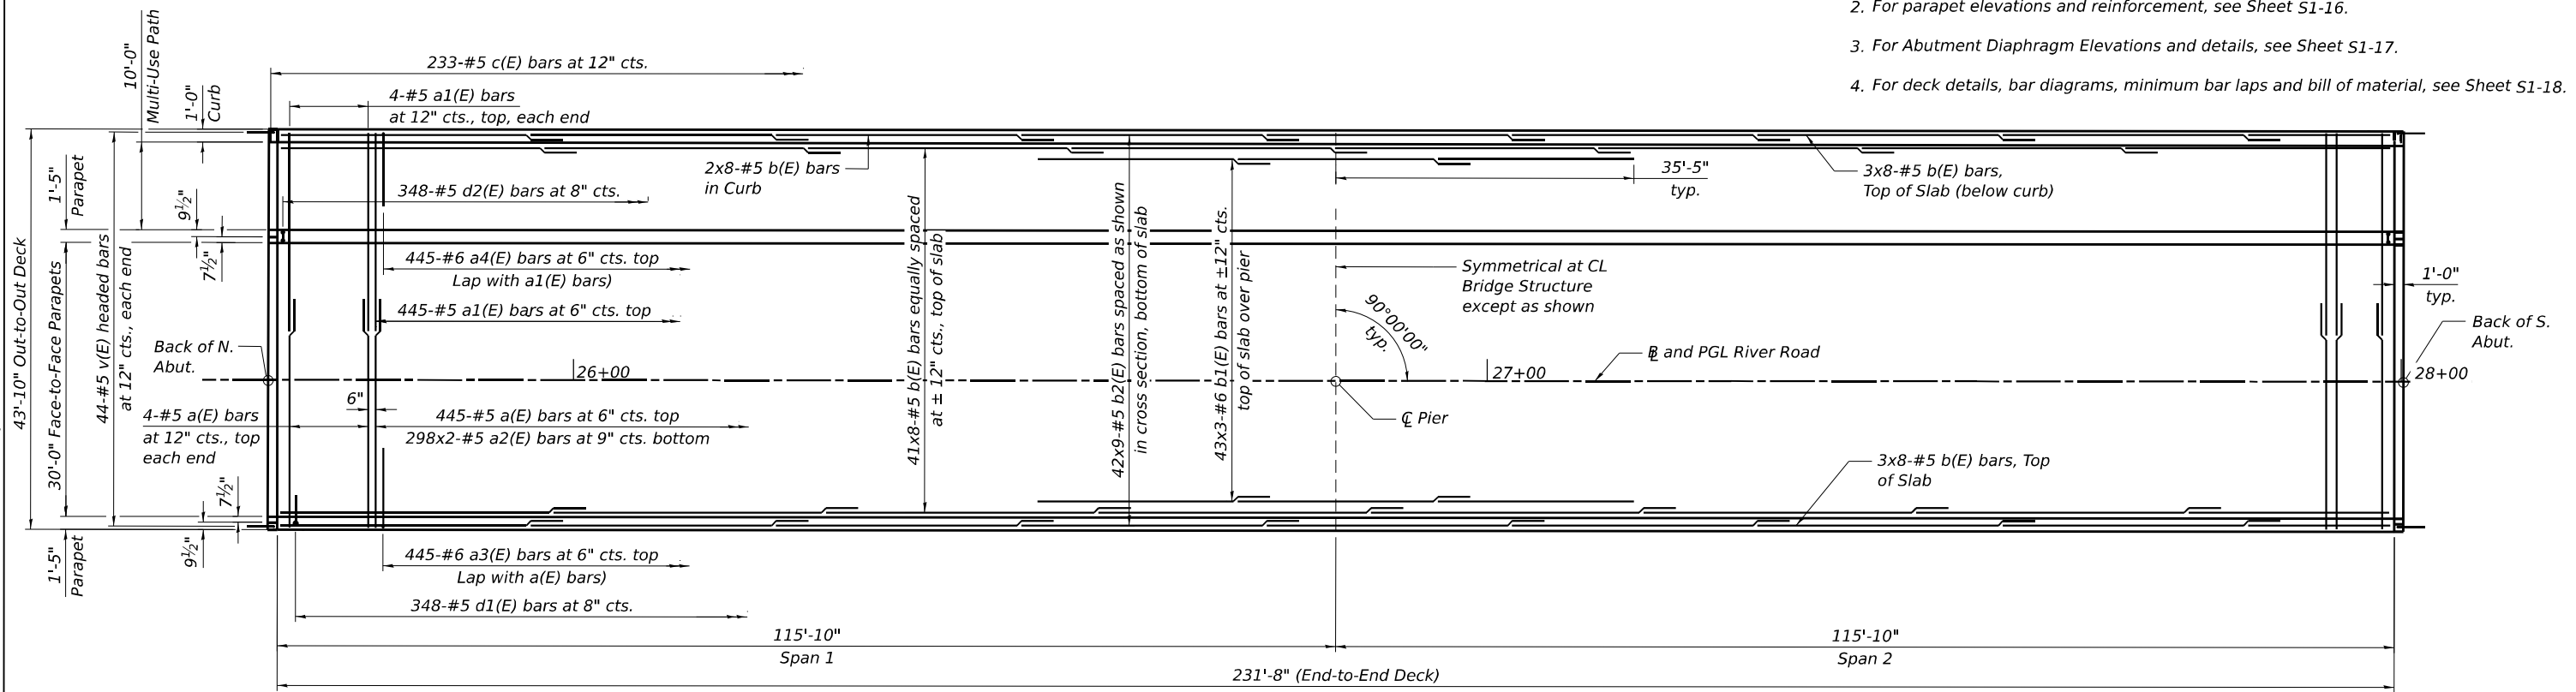 2. For parapet elevations and reinforcement, see Sheet S1-16.
3. For Abutment Diaphragm Elevations and details, see Sheet S1-17.
4. For deck details, bar diagrams, minimum bar laps and bill of material, see Sheet S1-18.
10'-0"
Multi-Use Path
1'-0"
Curb
233-#5 c(E) bars at 12" cts.
4-#5 a1(E) bars
at 12" cts., top, each end
2x8-#5 b(E) bars
in Curb
35'-5"
typ.
3x8-#5 b(E) bars,
Top of Slab (below curb)
1'-5"
Parapet
9½"
7½"
348-#5 d2(E) bars at 8" cts.
43'-10" Out-to-Out Deck
30'-0" Face-to-Face Parapets
44-#5 v(E) headed bars
at 12" cts., each end
445-#6 a4(E) bars at 6" cts. top
Lap with a1(E) bars)
445-#5 a1(E) bars at 6" cts. top
41x8-#5 b(E) bars equally spaced
at ± 12" cts., top of slab
42x9-#5 b2(E) bars spaced as shown
in cross section, bottom of slab
43x3-#6 b1(E) bars at ±12" cts.
top of slab over pier
Symmetrical at CL
Bridge Structure
except as shown
90°00'00"
typ.
1'-0"
typ.
Back of N.
Abut.
Back of S.
Abut.
26+00
27+00
28+00
℄ Pier
B and PGL River Road
6"
4-#5 a(E) bars
at 12" cts., top
each end
445-#5 a(E) bars at 6" cts. top
298x2-#5 a2(E) bars at 9" cts. bottom
3x8-#5 b(E) bars, Top
of Slab
7½"
9½"
1'-5"
Parapet
445-#6 a3(E) bars at 6" cts. top
Lap with a(E) bars)
348-#5 d1(E) bars at 8" cts.
115'-10"
Span 1
115'-10"
Span 2
231'-8" (End-to-End Deck)